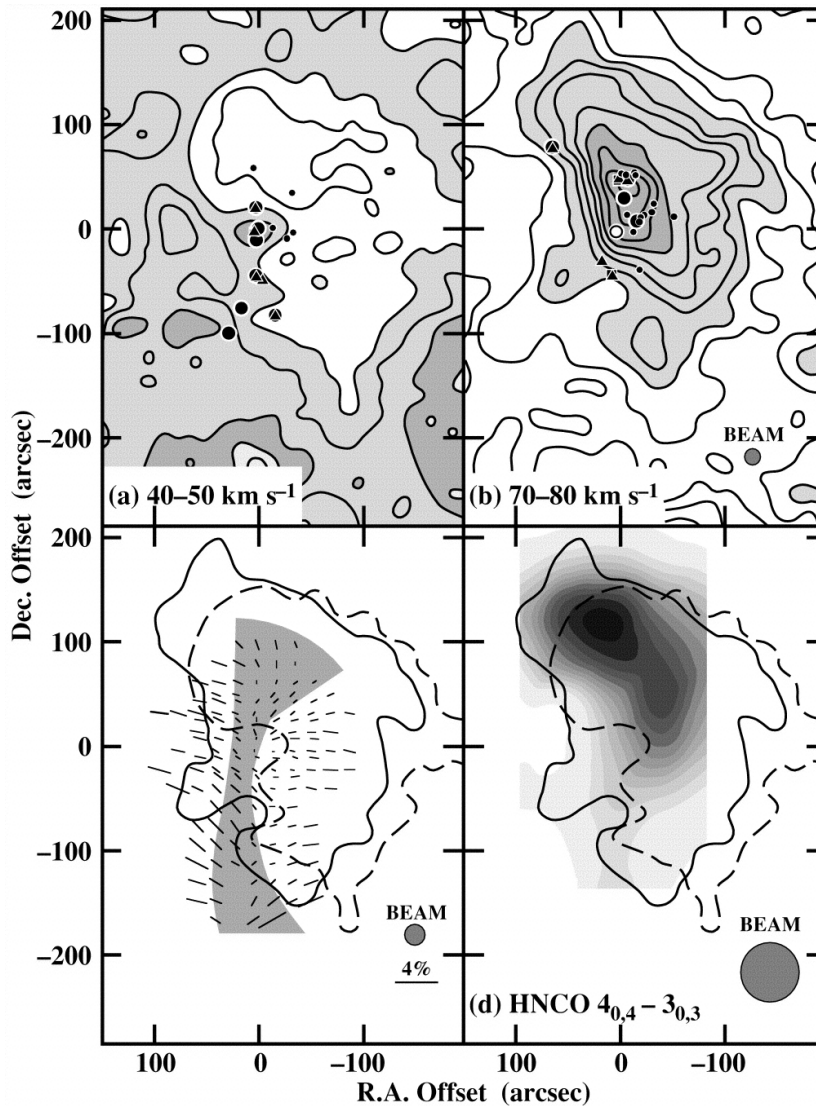 200
100
0
−100
−200
(a) 40–50 km s⁻¹
BEAM
(b) 70–80 km s⁻¹
Dec. Offset (arcsec)
200
100
0
−100
−200
BEAM
4%
BEAM
(d) HNCO 4₀,₄ – 3₀,₃
100 0 −100
100 0 −100
R.A. Offset (arcsec)